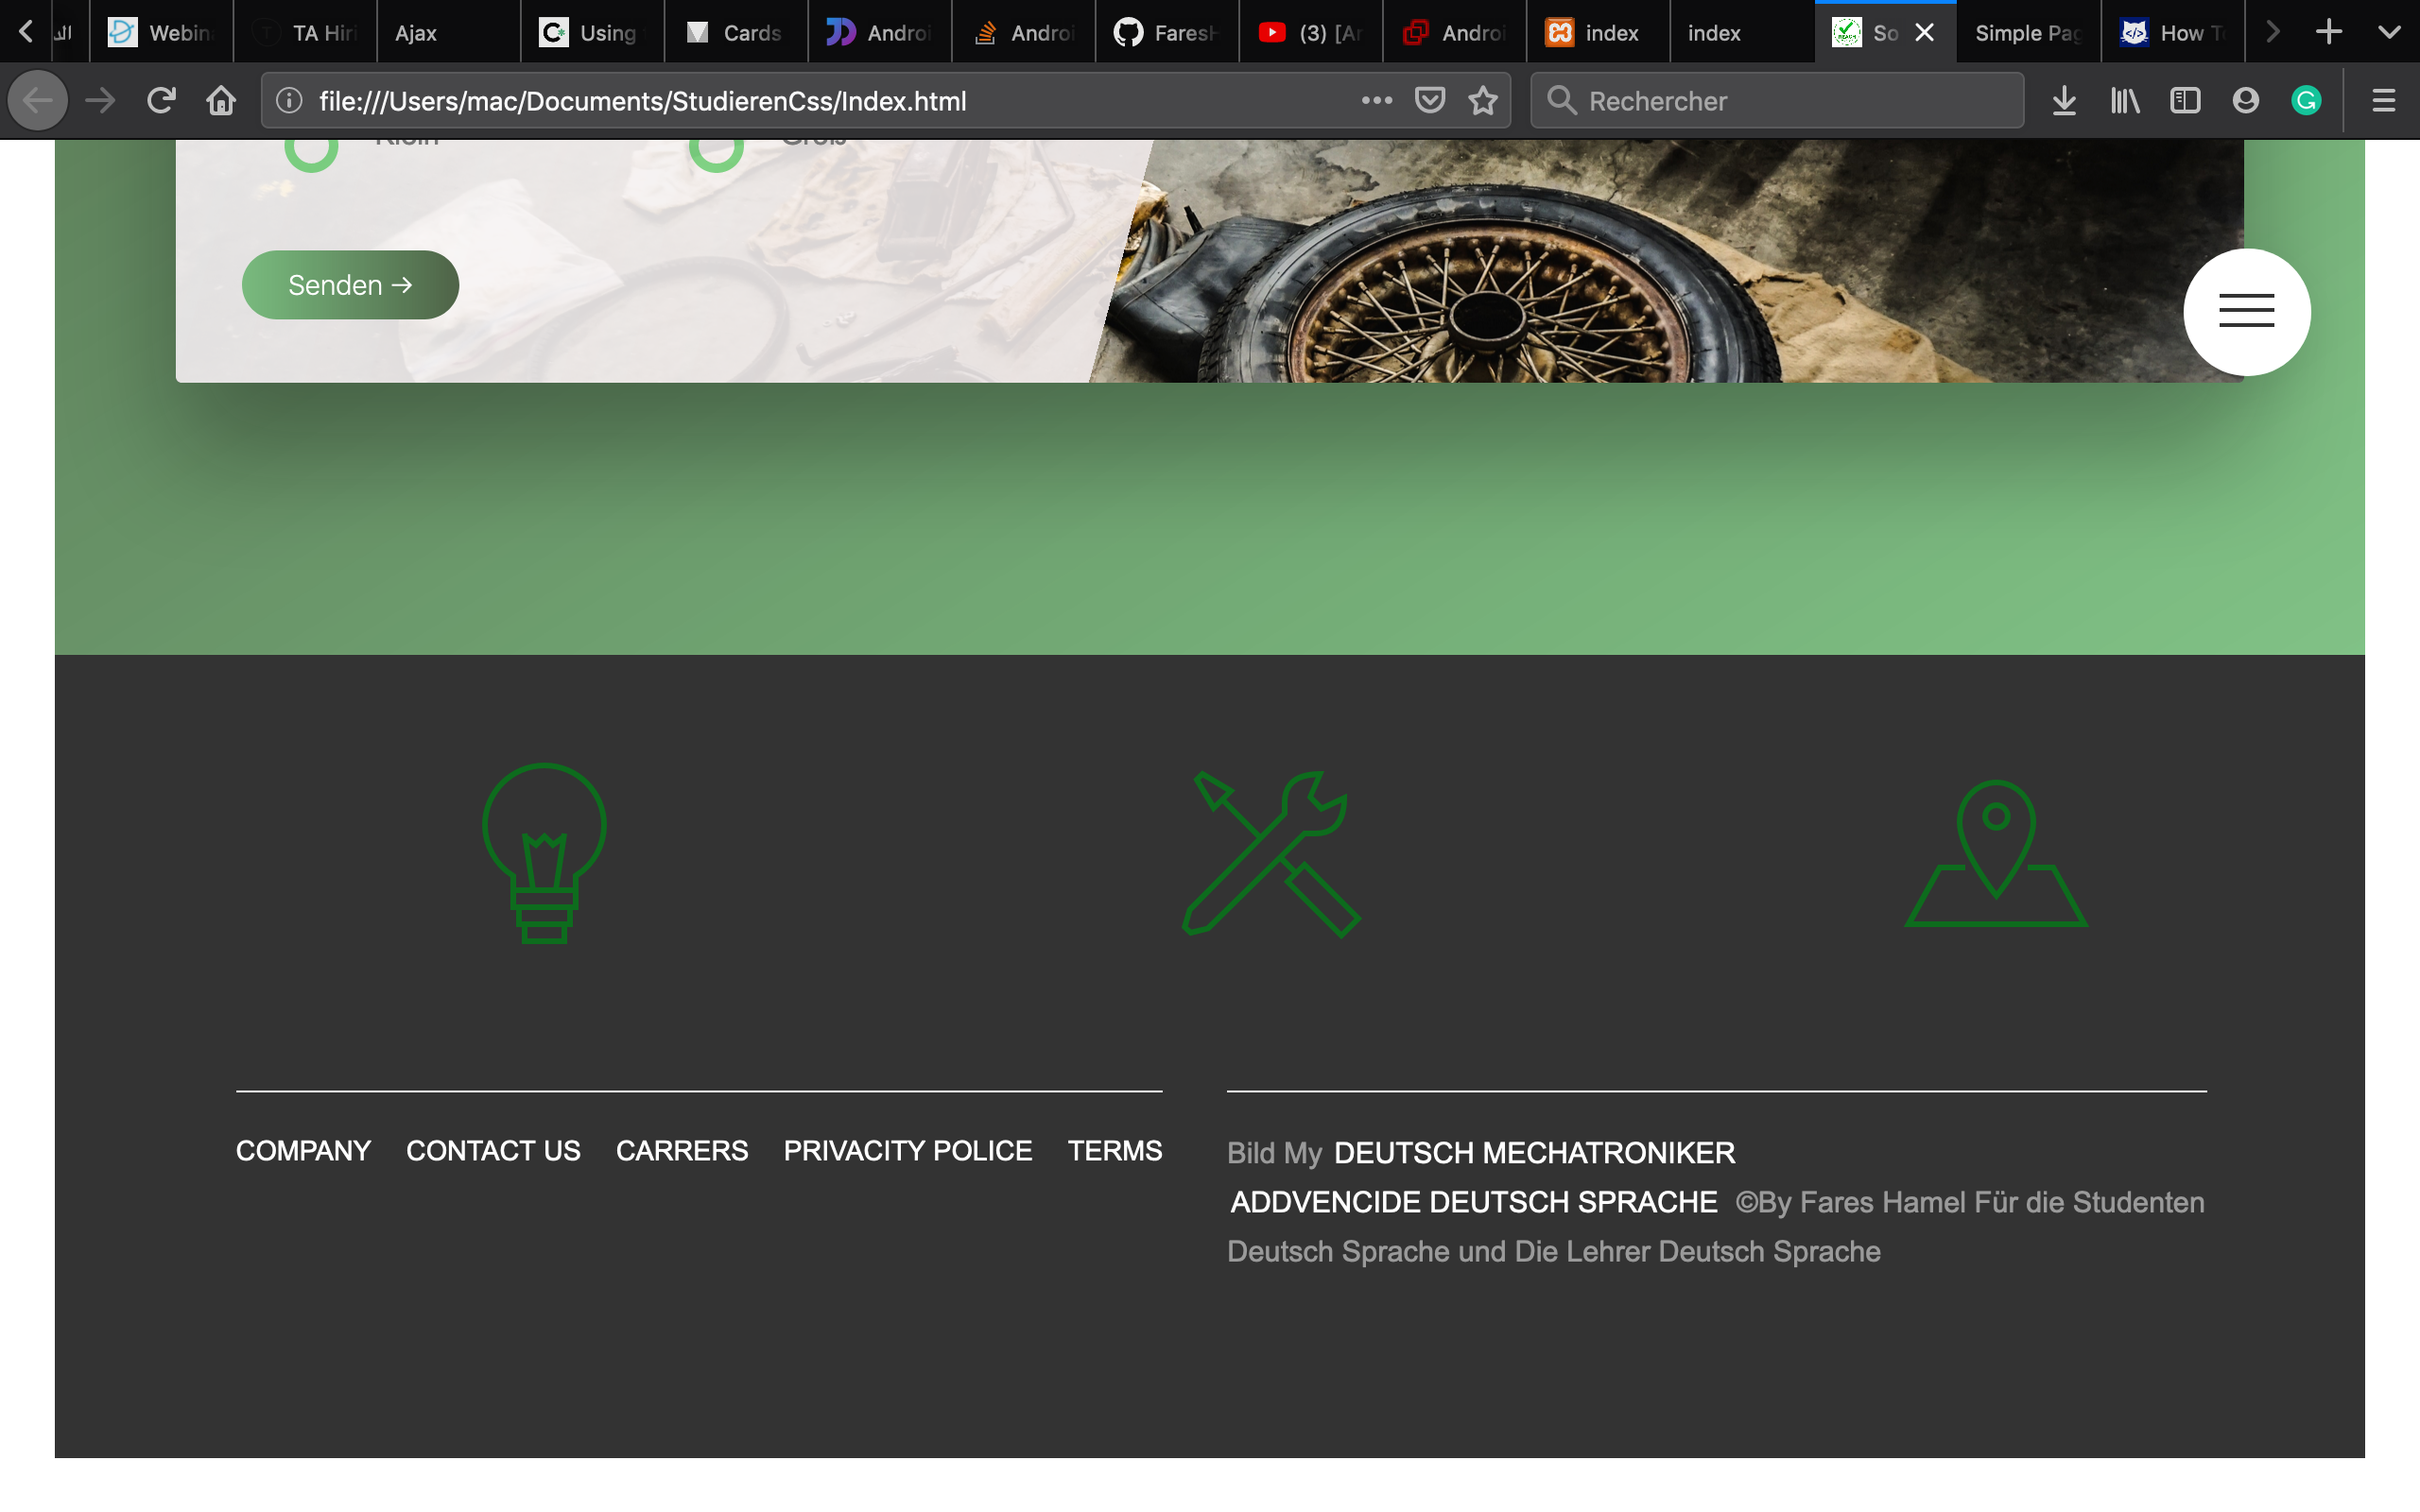 Webin
TA Hiri
Ajax
Using
Cards
Androi
Androi
FaresH
(3) [Ar
Androi
index
index
So
Simple Pag
How T
file:///Users/mac/Documents/StudierenCss/Index.html
Rechercher
Klein
Groß
Senden →
COMPANY CONTACT US CARRERS PRIVACITY POLICE TERMS
Bild My DEUTSCH MECHATRONIKER
ADDVENCIDE DEUTSCH SPRACHE ©By Fares Hamel Für die Studenten
Deutsch Sprache und Die Lehrer Deutsch Sprache